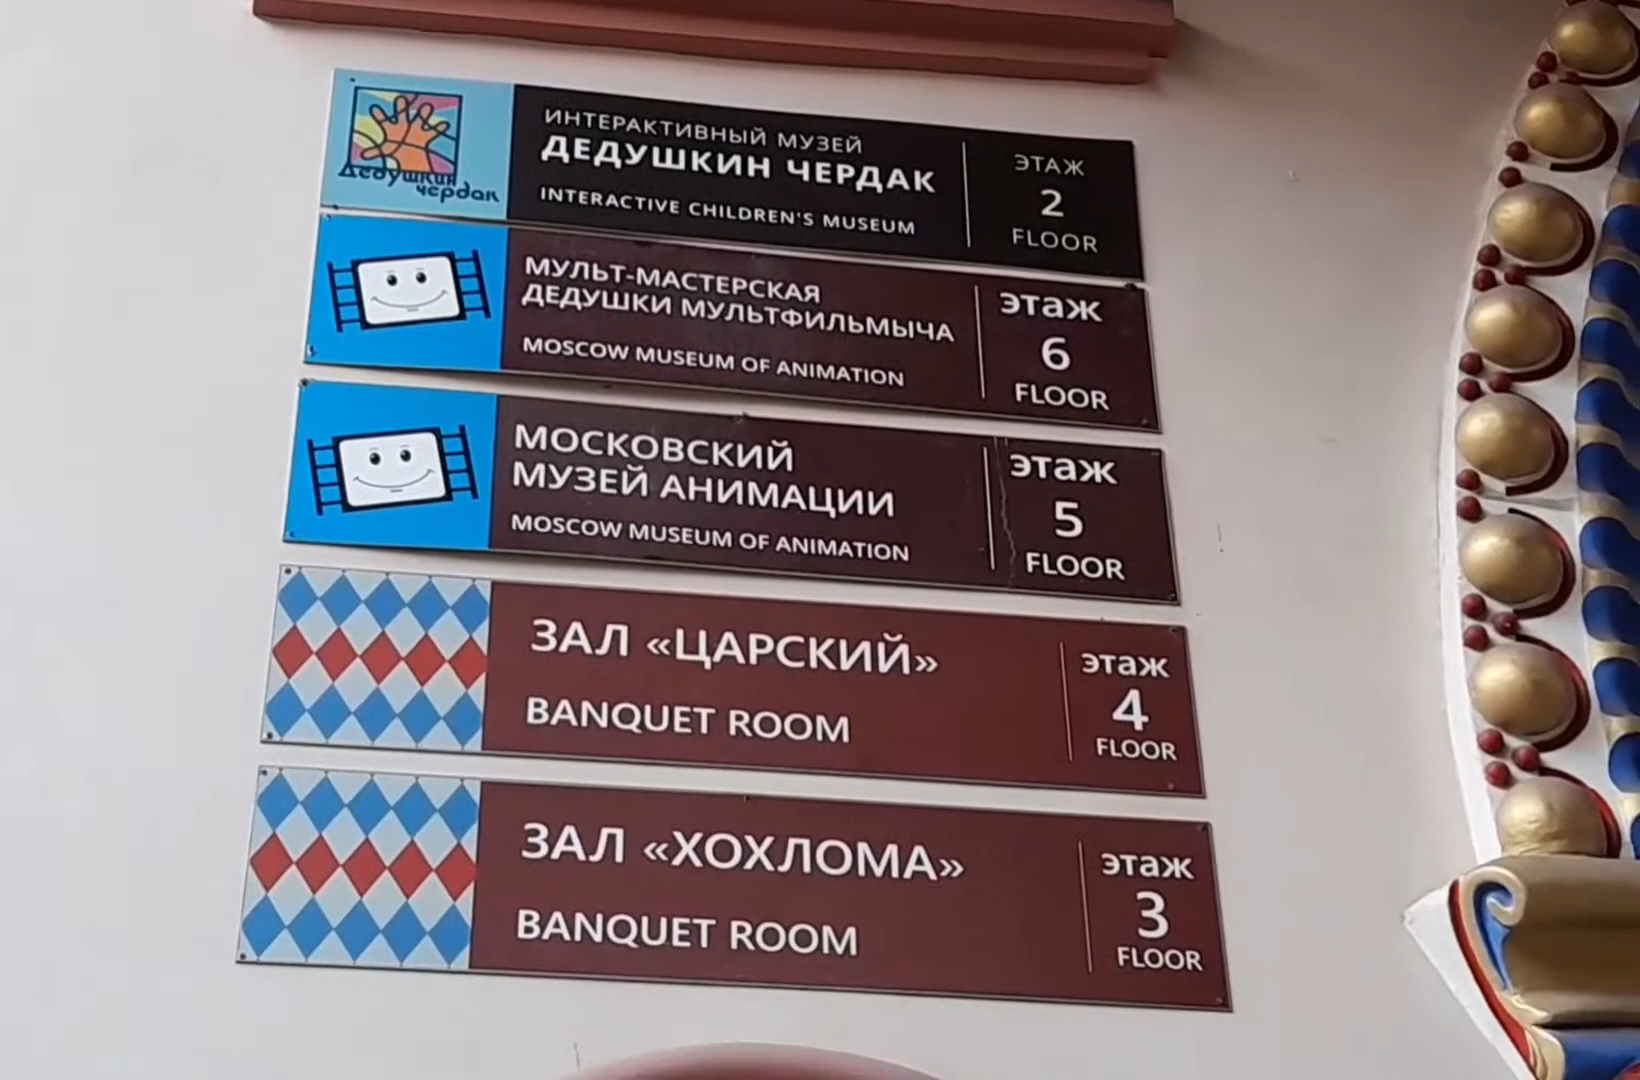 Дедушкин
чердак
ИНТЕРАКТИВНЫЙ МУЗЕЙ
ДЕДУШКИН ЧЕРДАК
INTERACTIVE CHILDREN'S MUSEUM
ЭТАЖ
2
FLOOR
МУЛЬТ-МАСТЕРСКАЯ
ДЕДУШКИ МУЛЬТФИЛЬМЫЧА
MOSCOW MUSEUM OF ANIMATION
этаж
6
FLOOR
МОСКОВСКИЙ
МУЗЕЙ АНИМАЦИИ
MOSCOW MUSEUM OF ANIMATION
этаж
5
FLOOR
ЗАЛ «ЦАРСКИЙ»
BANQUET ROOM
этаж
4
FLOOR
ЗАЛ «ХОХЛОМА»
BANQUET ROOM
этаж
3
FLOOR